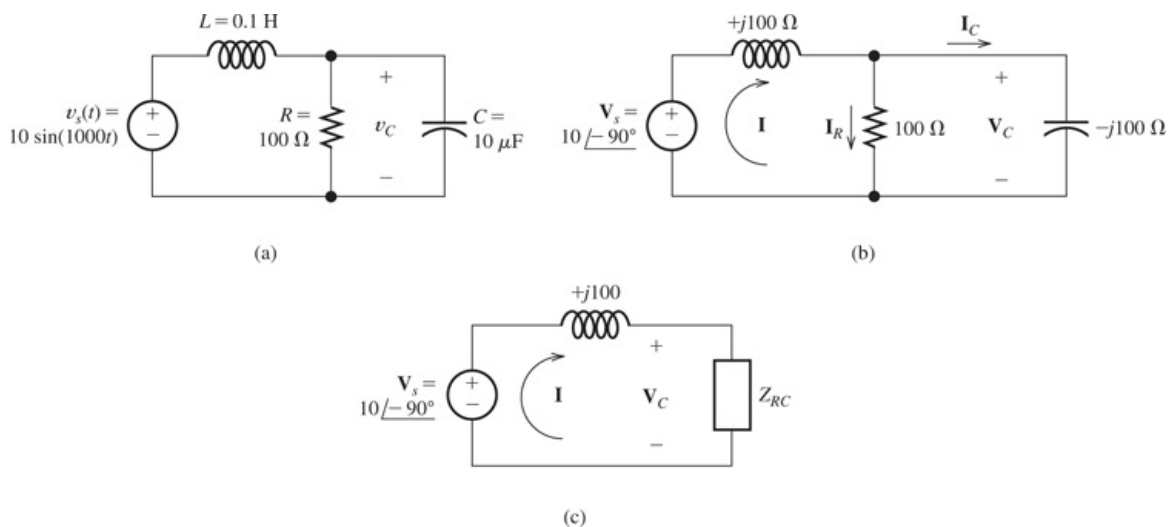 L = 0.1 H
v_s(t) =
10 sin(1000t)
+
−
R =
100 Ω
+
v_C
−
C =
10 μF
(a)
+j100 Ω
I_C
V_s =
10∠−90°
+
−
I
I_R
100 Ω
+
V_C
−
−j100 Ω
(b)
+j100
V_s =
10∠−90°
+
−
I
+
V_C
−
Z_RC
(c)